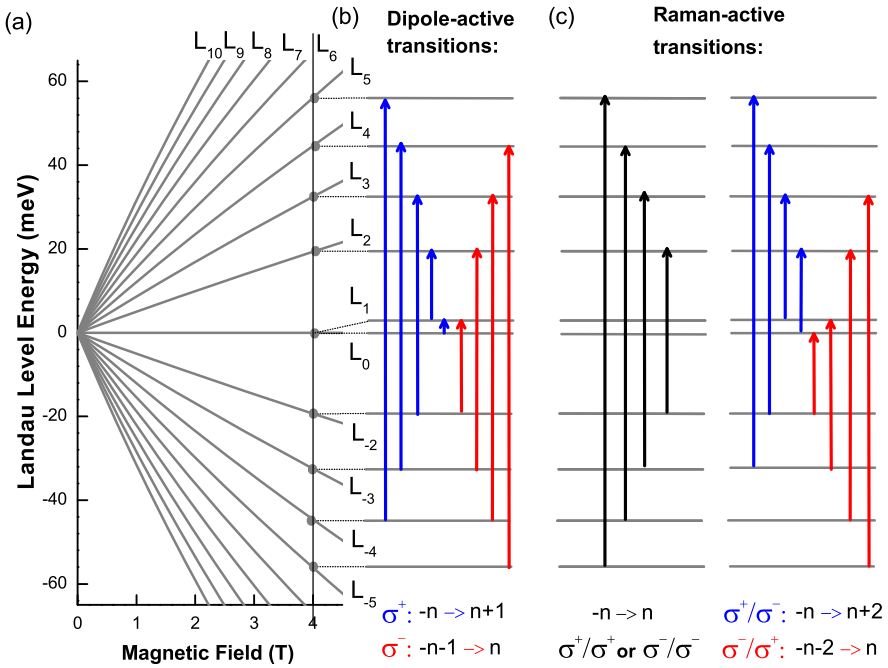 (a)
L10 L9 L8 L7 L6
L5
L4
L3
L2
L1
L0
L-2
L-3
L-4
L-5
60
40
20
0
-20
-40
-60
Landau Level Energy (meV)
0 1 2 3 4
Magnetic Field (T)
(b) Dipole-active
transitions:
σ+: -n –> n+1
σ–: -n-1 –> n
(c) Raman-active
transitions:
-n –> n
σ+/σ+ or σ–/σ–
σ+/σ–: -n –> n+2
σ–/σ+: -n-2 –> n